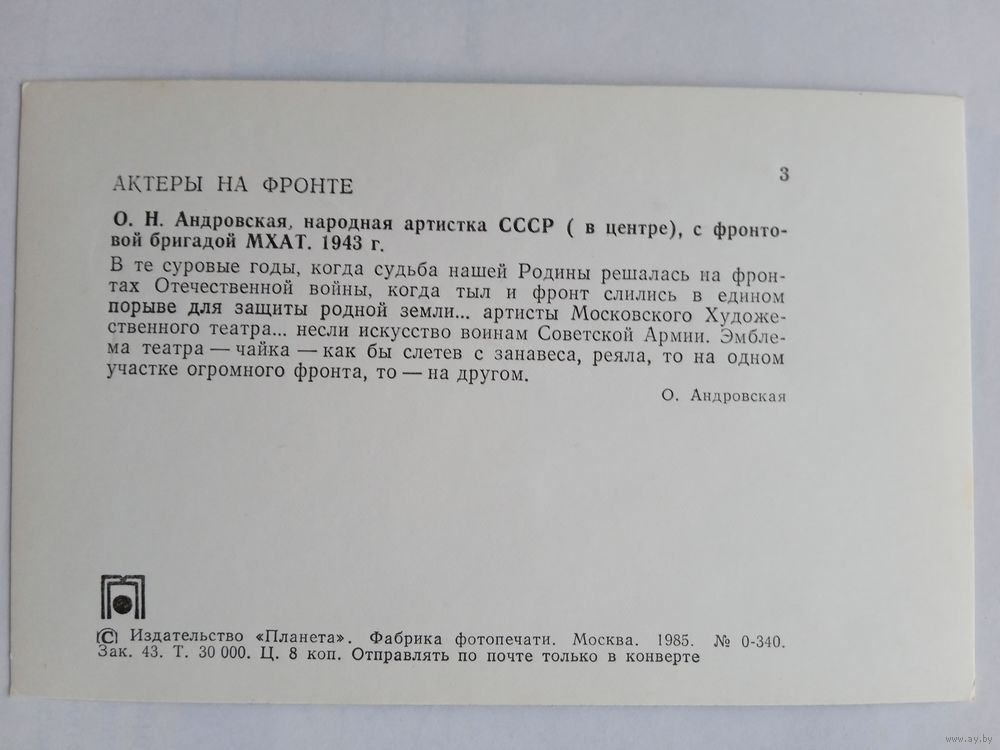 3
АКТЕРЫ НА ФРОНТЕ
О. Н. Андровская, народная артистка СССР ( в центре), с фронто-
вой бригадой МХАТ. 1943 г.
В те суровые годы, когда судьба нашей Родины решалась на фрон-
тах Отечественной войны, когда тыл и фронт слились в едином
порыве для защиты родной земли... артисты Московского Художе-
ственного театра... несли искусство воинам Советской Армии. Эмбле-
ма театра — чайка — как бы слетев с занавеса, реяла, то на одном
участке огромного фронта, то — на другом.
О. Андровская
© Издательство «Планета». Фабрика фотопечати. Москва. 1985. № 0-340.
Зак. 43. Т. 30 000. Ц. 8 коп. Отправлять по почте только в конверте
www.ay.by